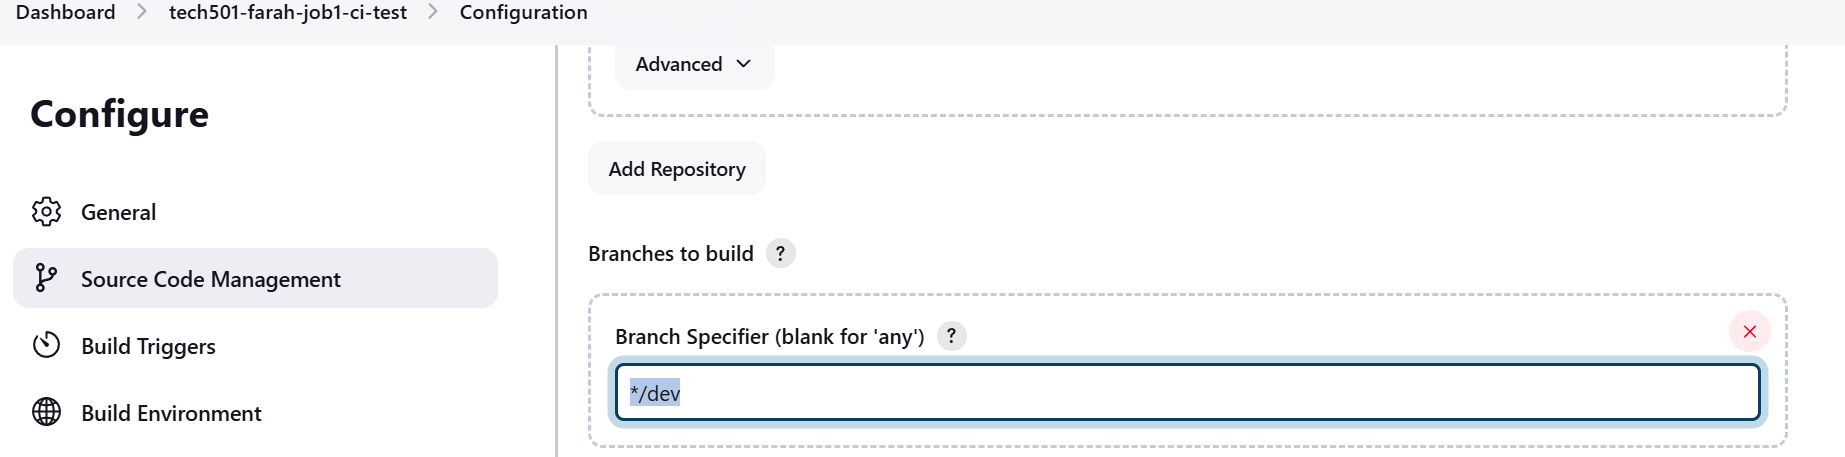 Dashboard > tech501-farah-job1-ci-test > Configuration
Configure
General
Source Code Management
Build Triggers
Build Environment
Advanced
Add Repository
Branches to build ?
Branch Specifier (blank for 'any') ?
*/dev